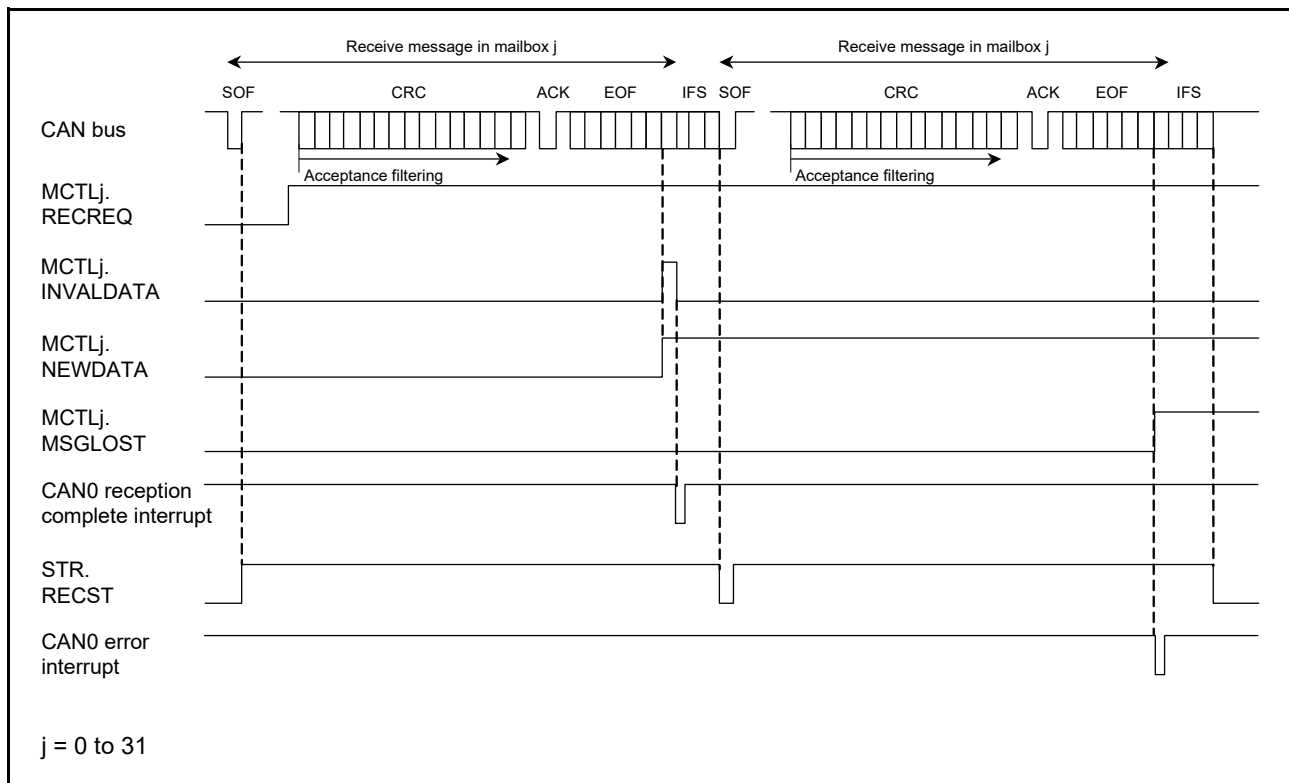 Receive message in mailbox j
Receive message in mailbox j
SOF CRC ACK EOF IFS SOF CRC ACK EOF IFS
CAN bus
Acceptance filtering
Acceptance filtering
MCTLj.
RECREQ
MCTLj.
INVALDATA
MCTLj.
NEWDATA
MCTLj.
MSGLOST
CAN0 reception
complete interrupt
STR.
RECST
CAN0 error
interrupt
j = 0 to 31